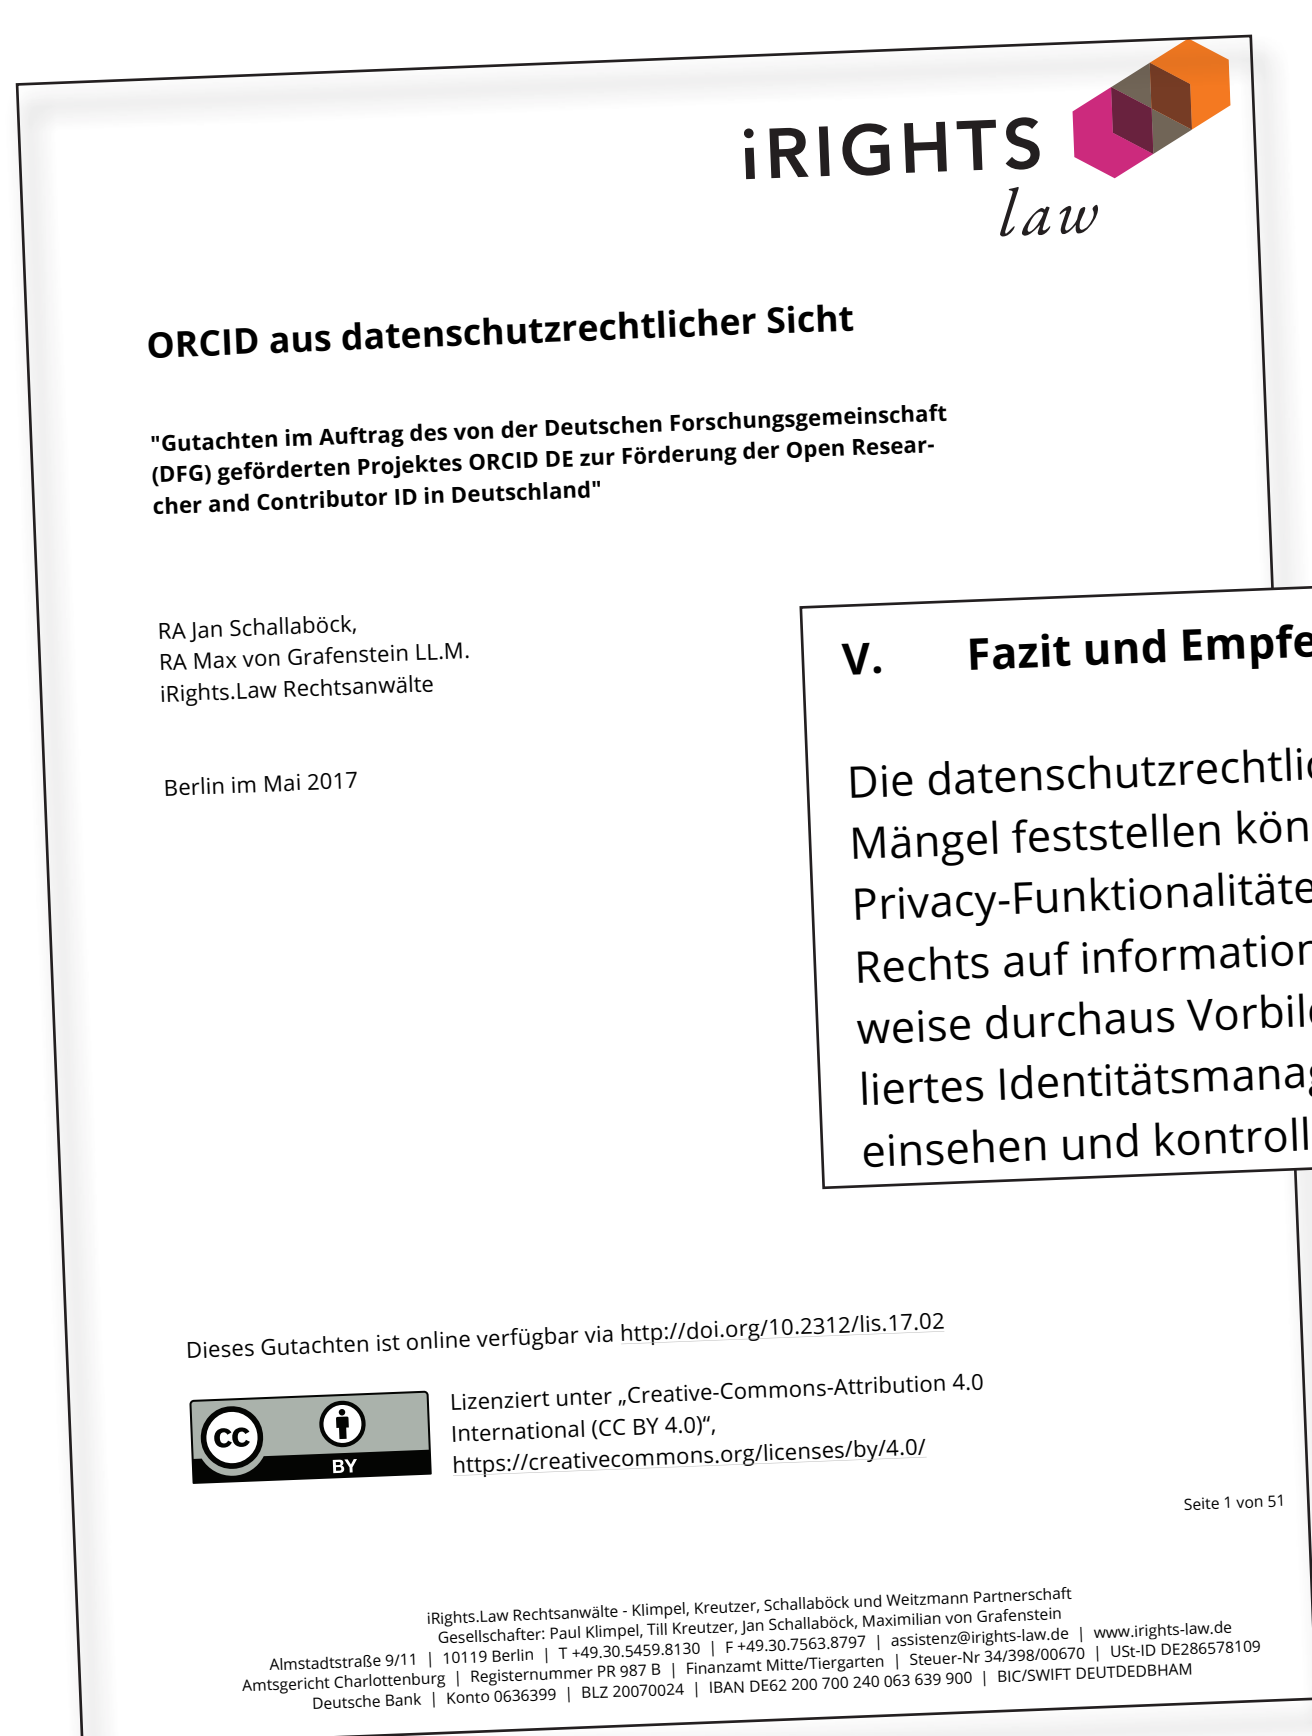 iRIGHTS
law
ORCID aus datenschutzrechtlicher Sicht
"Gutachten im Auftrag des von der Deutschen Forschungsgemeinschaft
(DFG) geförderten Projektes ORCID DE zur Förderung der Open Resear-
cher and Contributor ID in Deutschland"
RA Jan Schallaböck,
RA Max von Grafenstein LL.M.
iRights.Law Rechtsanwälte
Berlin im Mai 2017
V. Fazit und Empfe
Die datenschutzrechtlic
Mängel feststellen kön
Privacy-Funktionalitäte
Rechts auf information
weise durchaus Vorbild
liertes Identitätsmanag
einsehen und kontroll
Dieses Gutachten ist online verfügbar via http://doi.org/10.2312/lis.17.02
CC
BY
Lizenziert unter „Creative-Commons-Attribution 4.0
International (CC BY 4.0)“,
https://creativecommons.org/licenses/by/4.0/
Seite 1 von 51
iRights.Law Rechtsanwälte - Klimpel, Kreutzer, Schallaböck und Weitzmann Partnerschaft
Gesellschafter: Paul Klimpel, Till Kreutzer, Jan Schallaböck, Maximilian von Grafenstein
Almstadtstraße 9/11 | 10119 Berlin | T +49.30.5459.8130 | F +49.30.7563.8797 | assistenz@irights-law.de | www.irights-law.de
Amtsgericht Charlottenburg | Registernummer PR 987 B | Finanzamt Mitte/Tiergarten | Steuer-Nr 34/398/00670 | USt-ID DE286578109
Deutsche Bank | Konto 0636399 | BLZ 20070024 | IBAN DE62 200 700 240 063 639 900 | BIC/SWIFT DEUTDEDBHAM